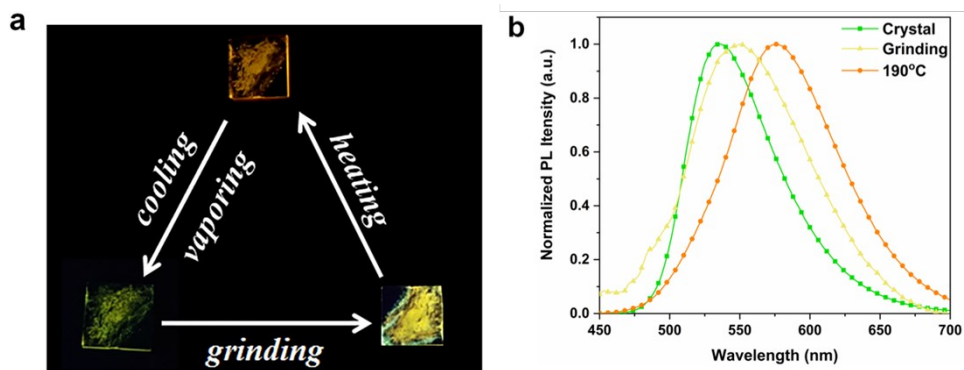 a
cooling
vaporing
heating
grinding
b
Normalized PL Itensity (a.u.)
1.0
0.8
0.6
0.4
0.2
0.0
450 500 550 600 650 700
Wavelength (nm)
Crystal
Grinding
190°C